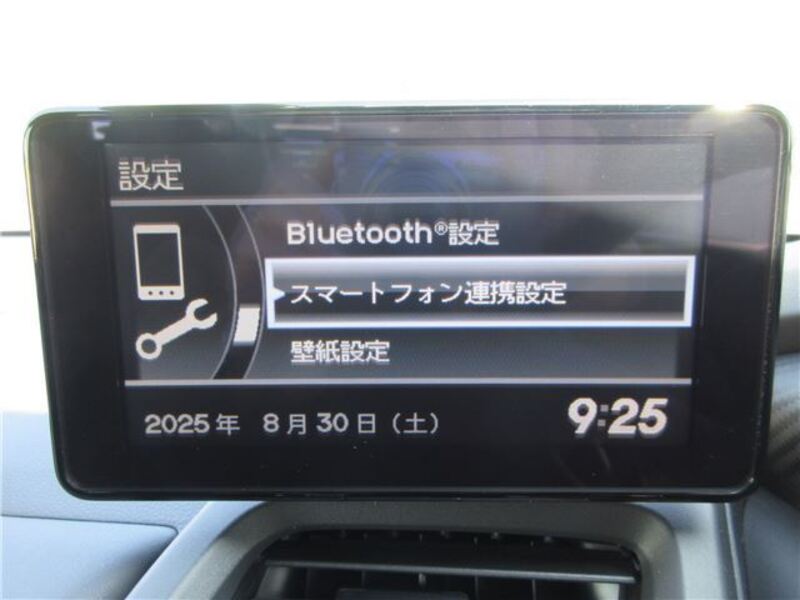 設定
Bluetooth®設定
スマートフォン連携設定
壁紙設定
2025年 8月30日（土） 9:25